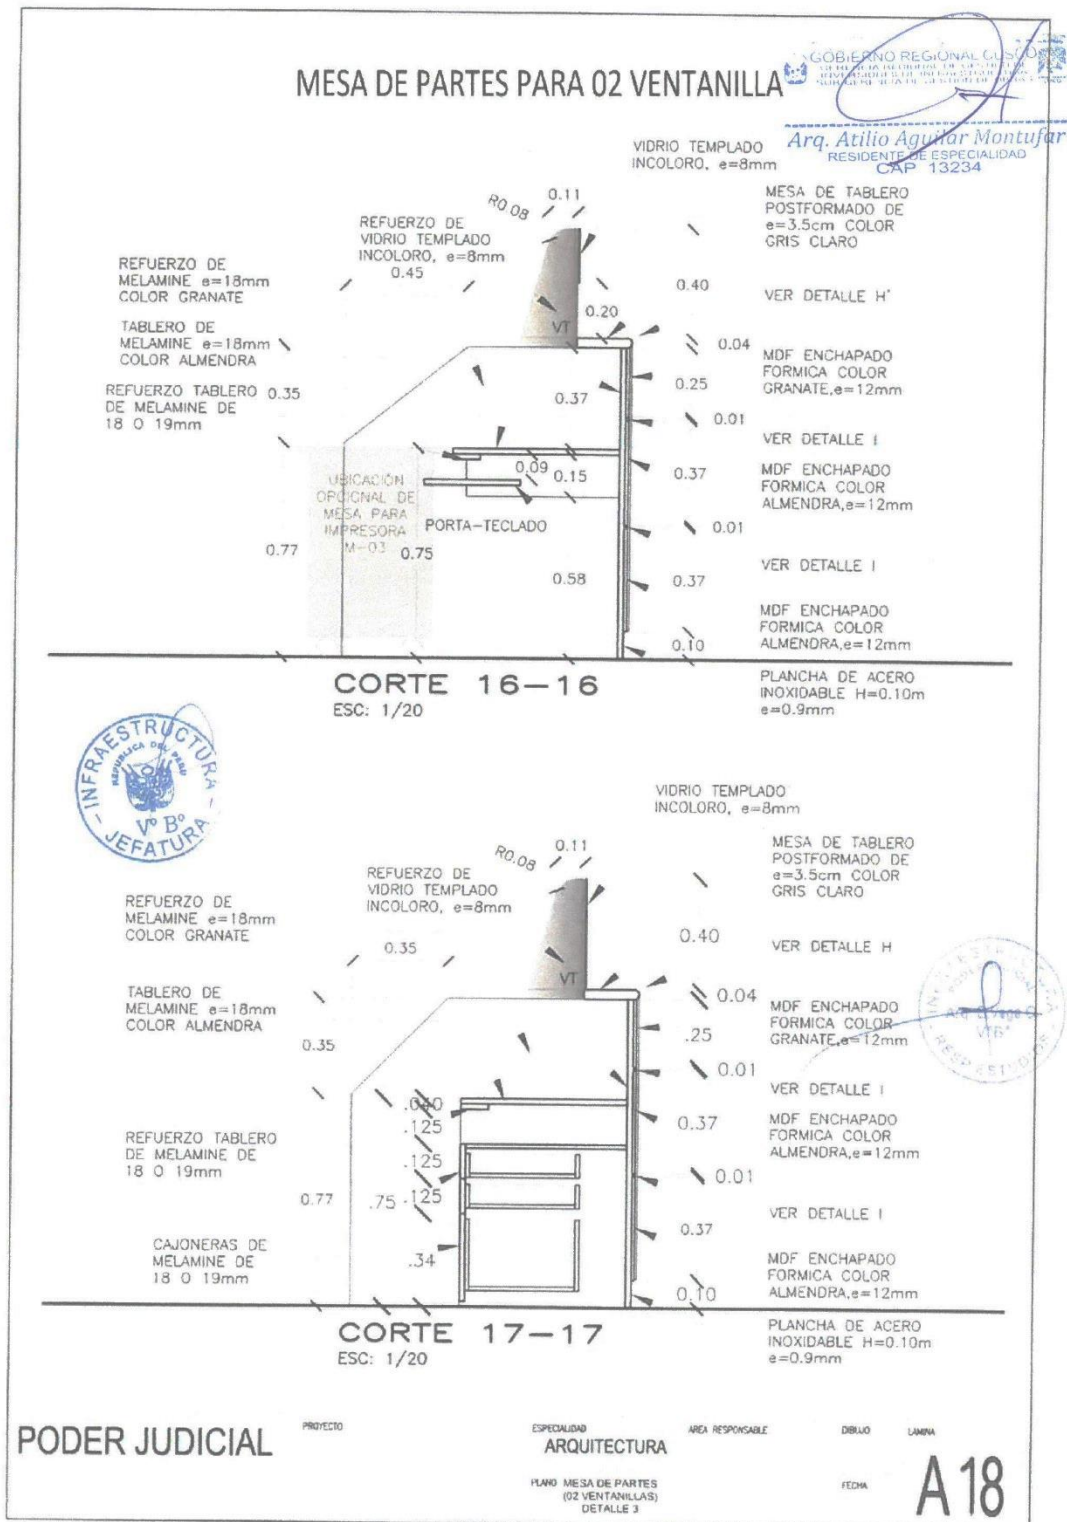 MESA DE PARTES PARA 02 VENTANILLA
GOBIERNO REGIONAL CUSCO
Arq. Atilio Aguilar Montufar
RESIDENTE DE ESPECIALIDAD
CAP 13234
VIDRIO TEMPLADO
INCOLORO, e=8mm
R0.08
0.11
REFUERZO DE
VIDRIO TEMPLADO
INCOLORO, e=8mm
0.45
MESA DE TABLERO
POSTFORMADO DE
e=3.5cm COLOR
GRIS CLARO
REFUERZO DE
MELAMINE e=18mm
COLOR GRANATE
0.40
VER DETALLE H'
0.20
VT
TABLERO DE
MELAMINE e=18mm
COLOR ALMENDRA
0.04
MDF ENCHAPADO
FORMICA COLOR
GRANATE,e=12mm
0.25
REFUERZO TABLERO
DE MELAMINE DE
18 O 19mm
0.35
0.37
0.01
VER DETALLE I
0.37
MDF ENCHAPADO
FORMICA COLOR
ALMENDRA,e=12mm
0.09
0.15
UBICACIÓN
OPCIONAL DE
MESA PARA
IMPRESORA
M-03
PORTA-TECLADO
0.01
0.77
0.75
0.58
VER DETALLE I
0.37
MDF ENCHAPADO
FORMICA COLOR
ALMENDRA,e=12mm
0.10
PLANCHA DE ACERO
INOXIDABLE H=0.10m
e=0.9mm
CORTE 16-16
ESC: 1/20
INFRAESTRUCTURA
REPUBLICA DEL PERU
Vº Bº
JEFATURA
VIDRIO TEMPLADO
INCOLORO, e=8mm
R0.08
0.11
REFUERZO DE
VIDRIO TEMPLADO
INCOLORO, e=8mm
0.35
MESA DE TABLERO
POSTFORMADO DE
e=3.5cm COLOR
GRIS CLARO
REFUERZO DE
MELAMINE e=18mm
COLOR GRANATE
0.40
VER DETALLE H
VT
TABLERO DE
MELAMINE e=18mm
COLOR ALMENDRA
0.04
MDF ENCHAPADO
FORMICA COLOR
GRANATE,e=12mm
.25
0.35
0.01
VER DETALLE I
.040
.125
.125
.125
.34
0.37
MDF ENCHAPADO
FORMICA COLOR
ALMENDRA,e=12mm
REFUERZO TABLERO
DE MELAMINE DE
18 O 19mm
0.77
.75
0.01
VER DETALLE I
0.37
CAJONERAS DE
MELAMINE DE
18 O 19mm
MDF ENCHAPADO
FORMICA COLOR
ALMENDRA,e=12mm
0.10
PLANCHA DE ACERO
INOXIDABLE H=0.10m
e=0.9mm
CORTE 17-17
ESC: 1/20
PODER JUDICIAL
PROYECTO
ESPECIALIDAD
ARQUITECTURA
PLANO MESA DE PARTES
(02 VENTANILLAS)
DETALLE 3
AREA RESPONSABLE
DIBUJO
FECHA
LAMINA
A 18